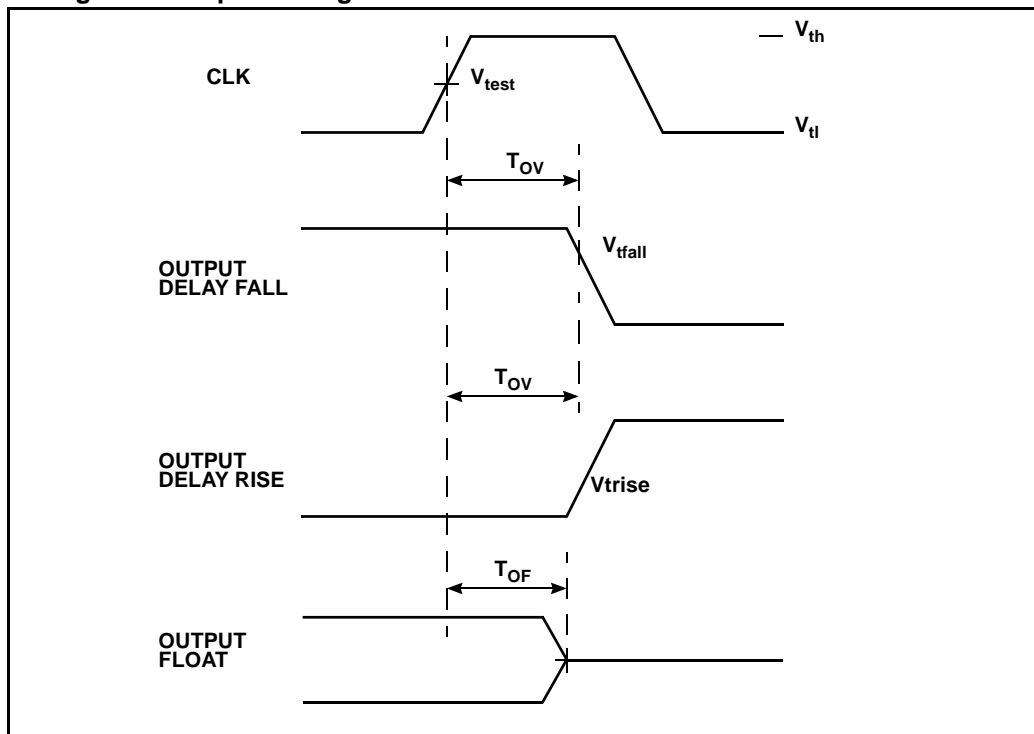 V_th
CLK
V_test
V_tl
T_OV
V_tfall
OUTPUT
DELAY FALL
T_OV
OUTPUT
DELAY RISE
Vtrise
T_OF
OUTPUT
FLOAT